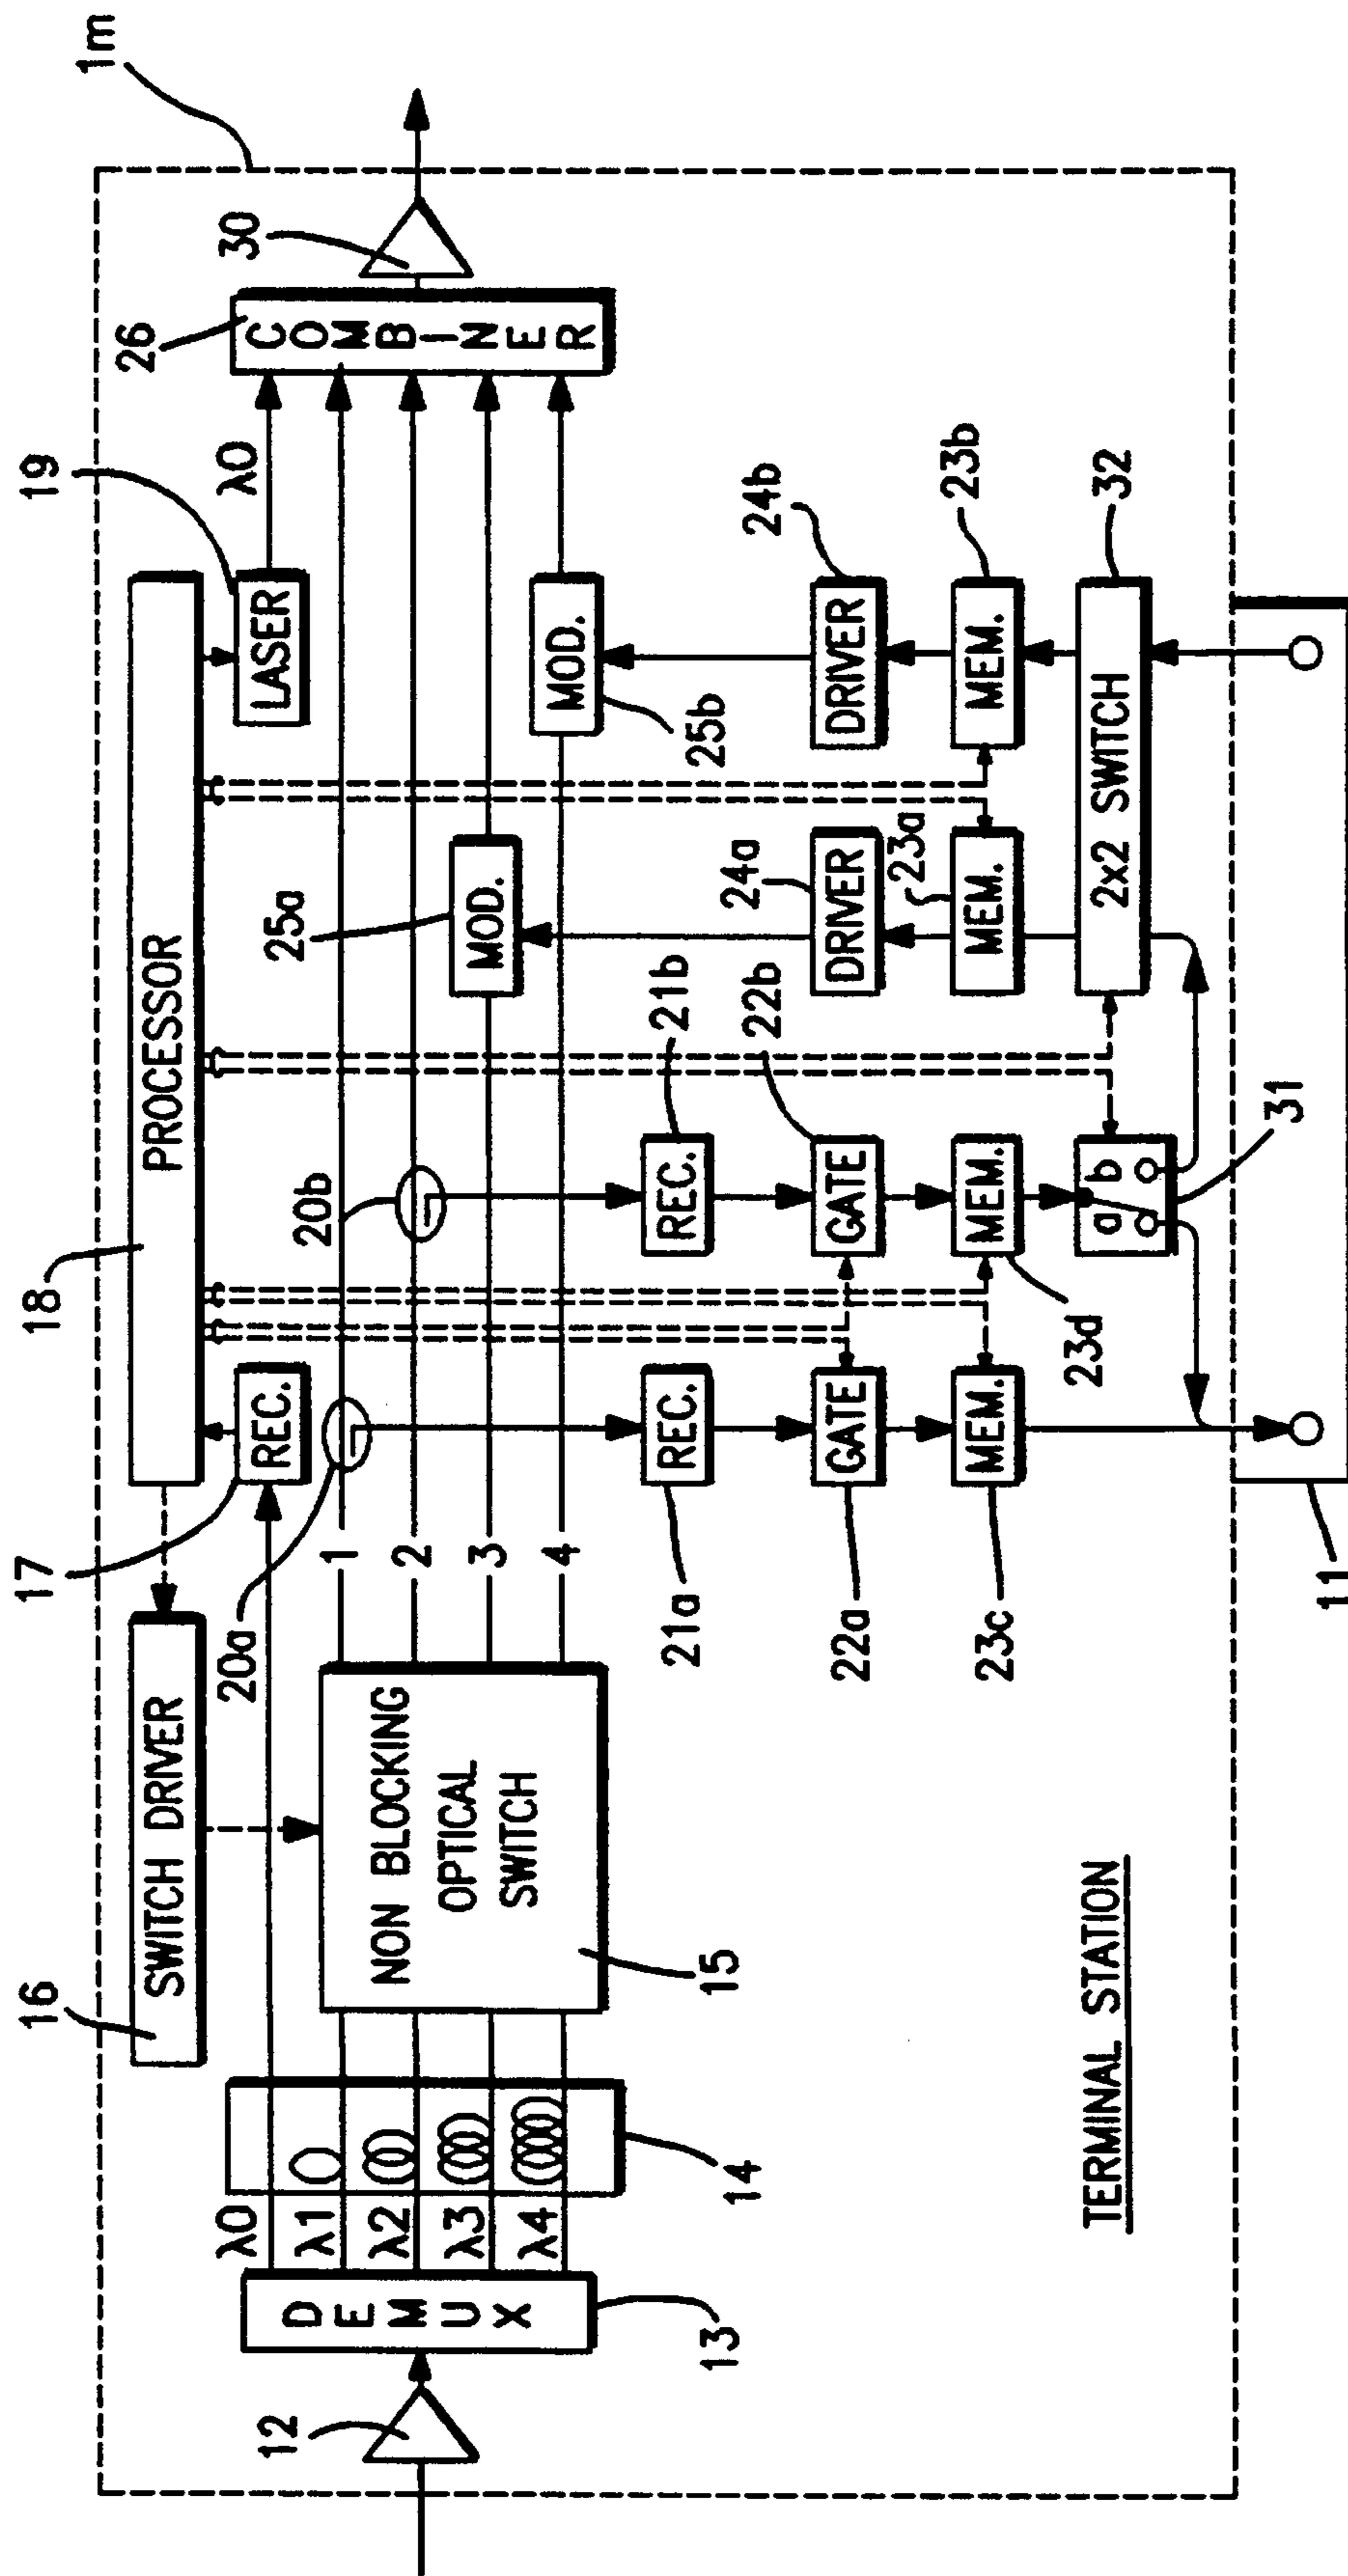 1m
16
SWITCH DRIVER
18
PROCESSOR
17
REC.
19
LASER
λ0
26
COMBINER
30
12
DEMUX
13
λ0
λ1
λ2
λ3
λ4
14
NON BLOCKING
OPTICAL
SWITCH
15
20a
1
2
3
4
20b
25a
MOD.
MOD.
25b
21a
REC.
21b
REC.
24a
DRIVER
24b
DRIVER
22a
GATE
22b
GATE
23c
MEM.
23d
MEM.
23a
MEM.
23b
MEM.
a b
31
2x2 SWITCH
32
11
TERMINAL STATION